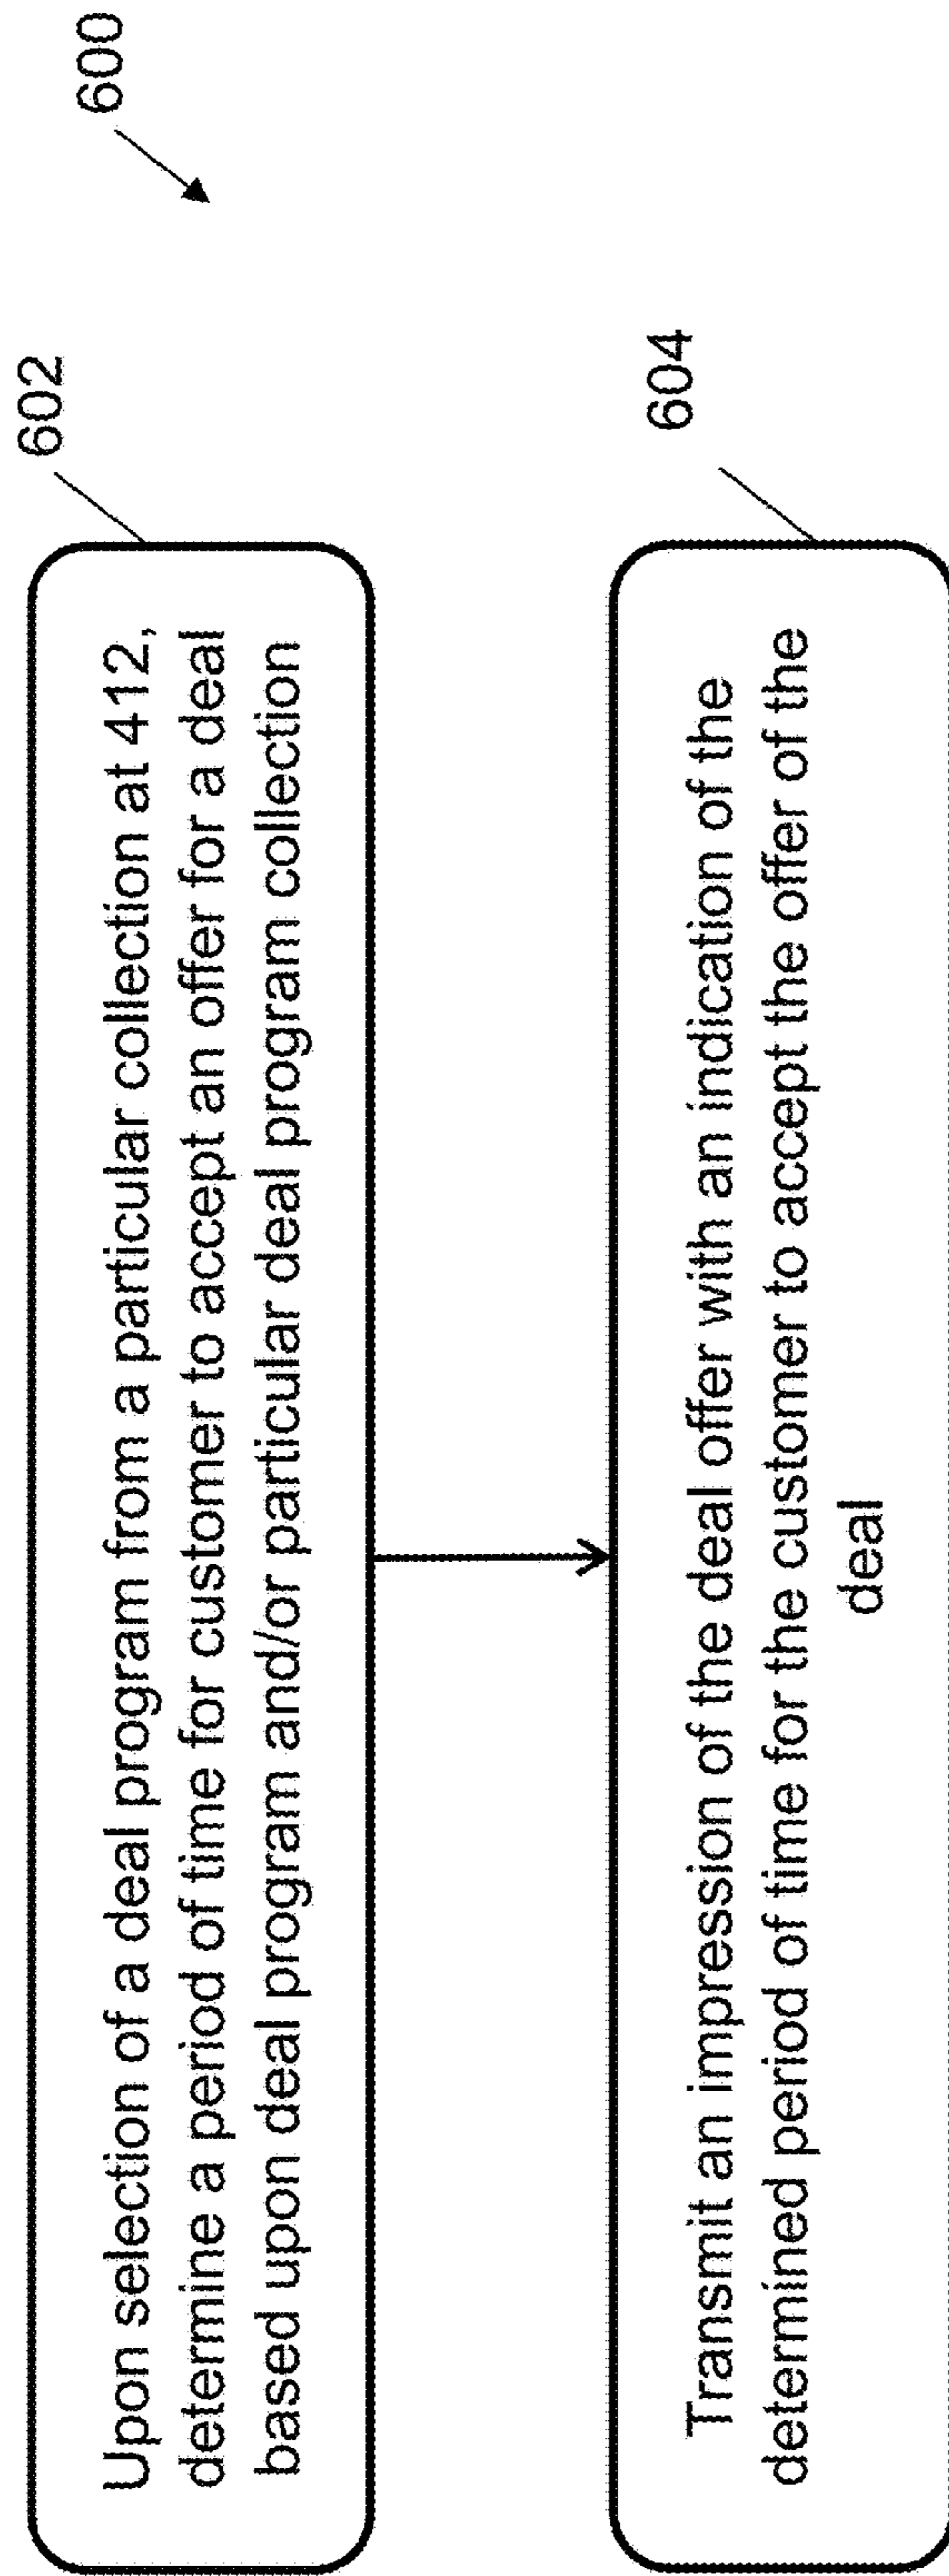 600
602
Upon selection of a deal program from a particular collection at 412,
determine a period of time for customer to accept an offer for a deal
based upon deal program and/or particular deal program collection
604
Transmit an impression of the deal offer with an indication of the
determined period of time for the customer to accept the offer of the
deal